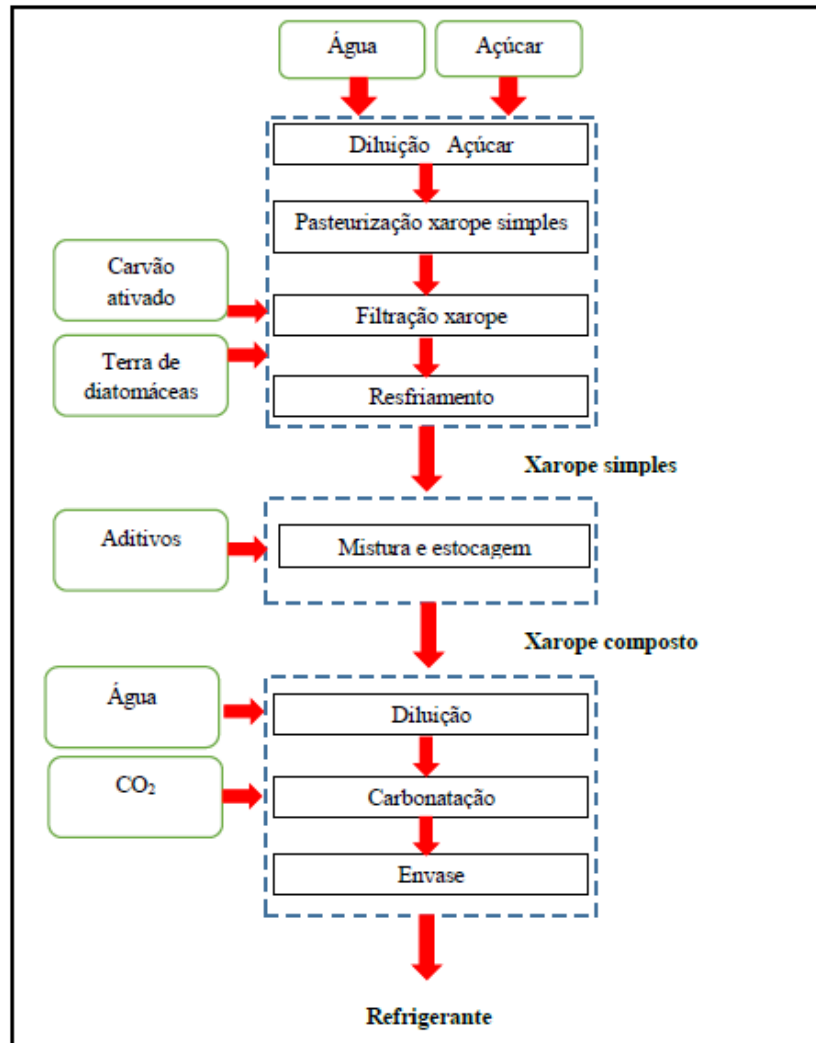 Água
Açúcar
Diluição Açúcar
Pasteurização xarope simples
Carvão
ativado
Filtração xarope
Terra de
diatomáceas
Resfriamento
Xarope simples
Aditivos
Mistura e estocagem
Xarope composto
Água
Diluição
CO₂
Carbonatação
Envase
Refrigerante